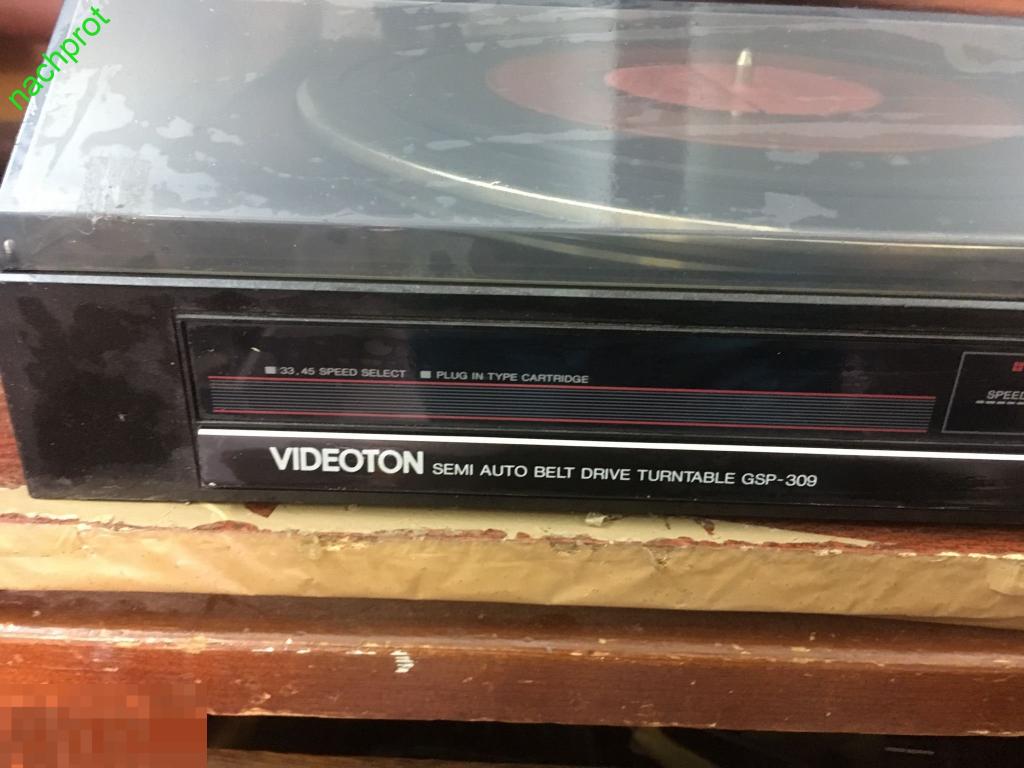 nachprot
33,45 SPEED SELECT PLUG IN TYPE CARTRIDGE
SPEED
VIDEOTON SEMI AUTO BELT DRIVE TURNTABLE GSP-309